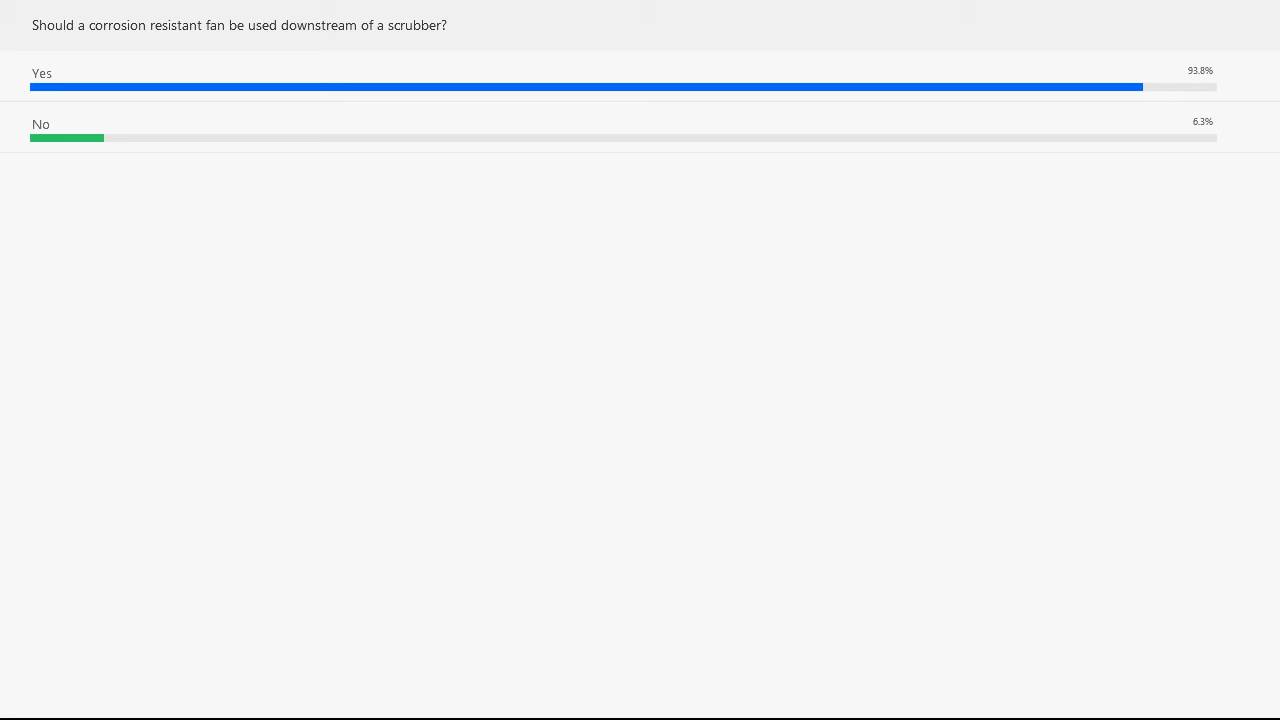 Should a corrosion resistant fan be used downstream of a scrubber?
Yes
93.8%
No
6.3%